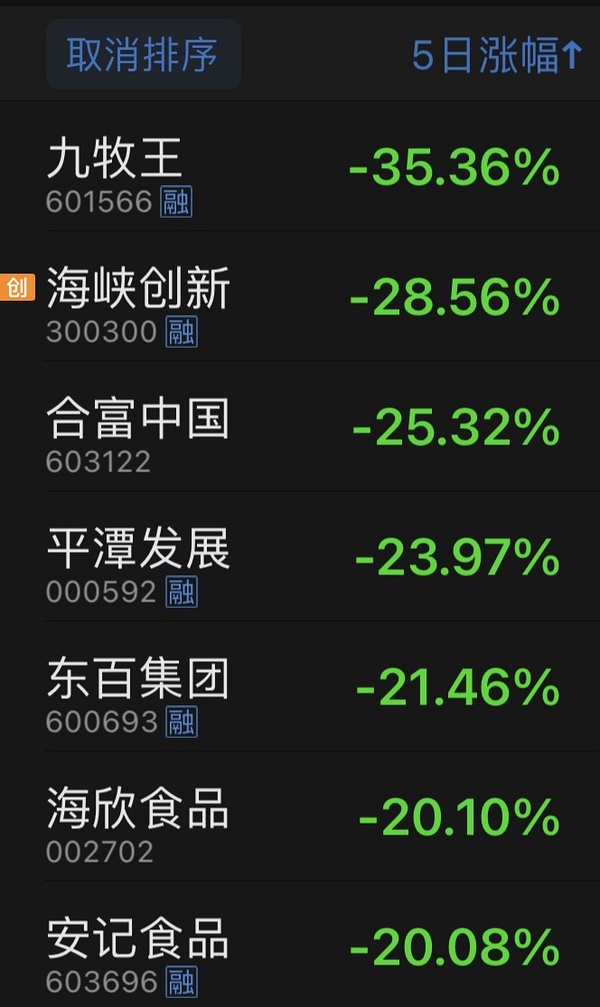 取消排序 5日涨幅↑
九牧王 -35.36%
601566 融
创 海峡创新 -28.56%
300300 融
合富中国 -25.32%
603122
平潭发展 -23.97%
000592 融
东百集团 -21.46%
600693 融
海欣食品 -20.10%
002702
安记食品 -20.08%
603696 融